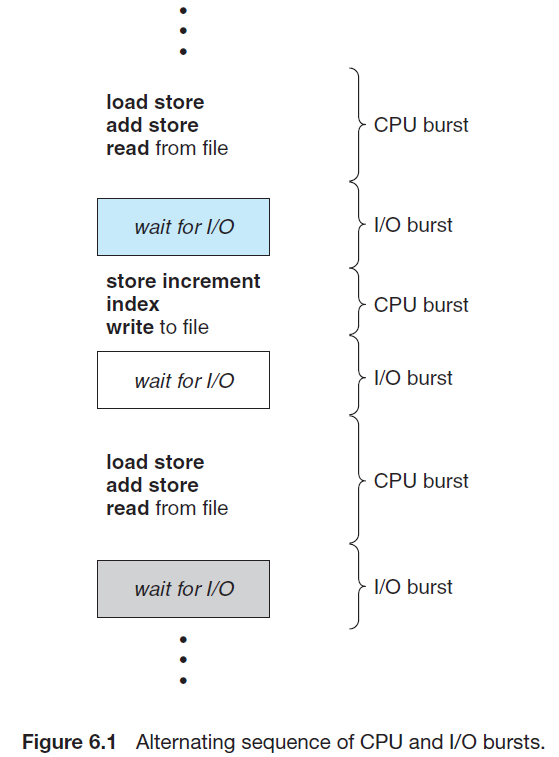 load store
add store
read from file
CPU burst
wait for I/O
I/O burst
store increment
index
write to file
CPU burst
wait for I/O
I/O burst
load store
add store
read from file
CPU burst
wait for I/O
I/O burst
Figure 6.1 Alternating sequence of CPU and I/O bursts.